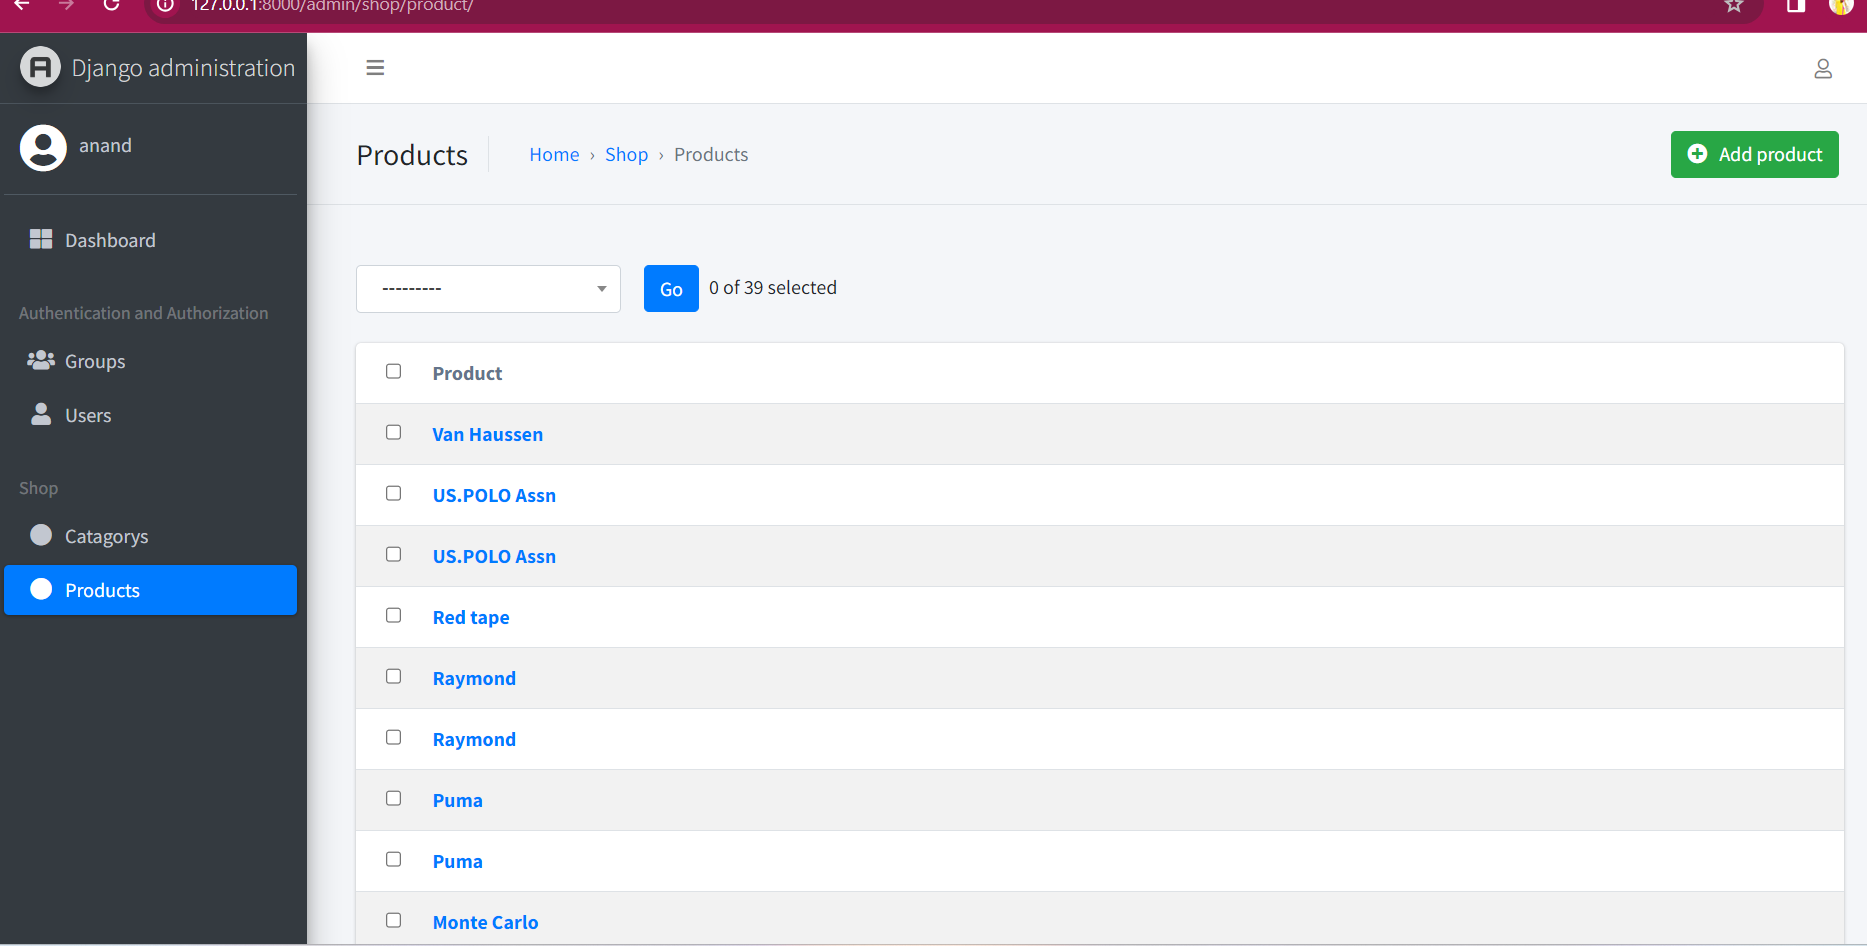 127.0.0.1:8000/admin/shop/product/
Django administration
anand
Products
Home › Shop › Products
Add product
Dashboard
--------- Go 0 of 39 selected
Authentication and Authorization
Groups
Users
Shop
Catagorys
Products
Product
Van Haussen
US.POLO Assn
US.POLO Assn
Red tape
Raymond
Raymond
Puma
Puma
Monte Carlo